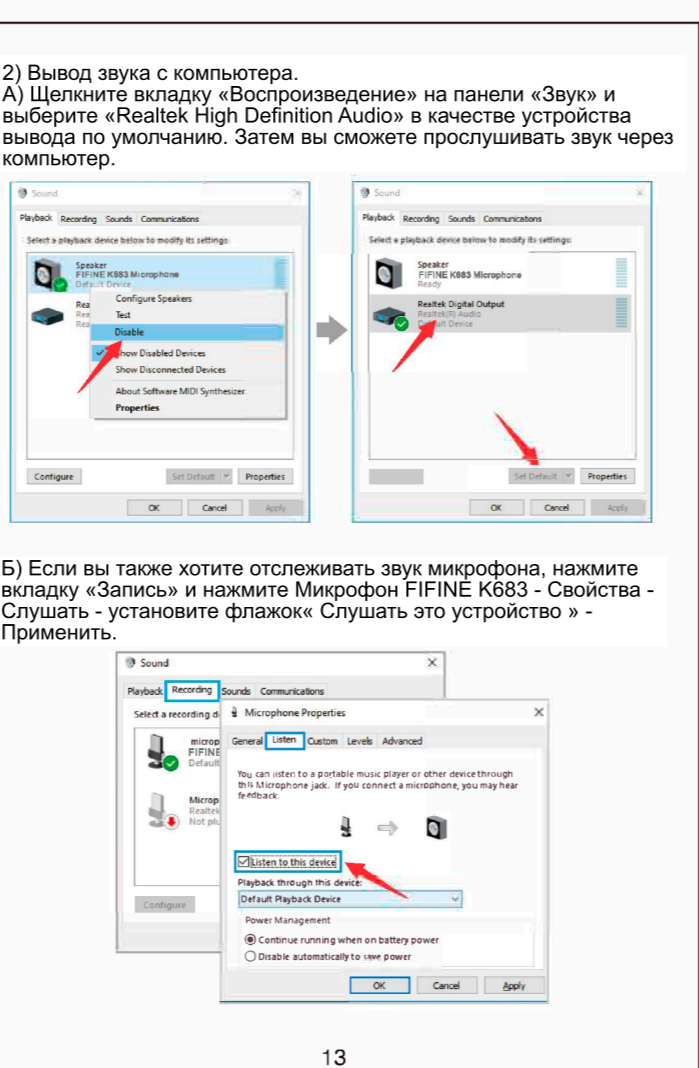 2) Вывод звука с компьютера.
А) Щелкните вкладку «Воспроизведение» на панели «Звук» и
выберите «Realtek High Definition Audio» в качестве устройства
вывода по умолчанию. Затем вы сможете прослушивать звук через
компьютер.
Sound
Playback Recording Sounds Communications
Select a playback device below to modify its settings:
Speaker
FIFINE K683 Microphone
Default Device
Configure Speakers
Test
Disable
Show Disabled Devices
Show Disconnected Devices
About Software MIDI Synthesizer
Properties
Configure Set Default Properties
OK Cancel Apply
Sound
Playback Recording Sounds Communications
Select a playback device below to modify its settings:
Speaker
FIFINE K683 Microphone
Ready
Realtek Digital Output
Realtek(R) Audio
Default Device
Set Default Properties
OK Cancel Apply
Б) Если вы также хотите отслеживать звук микрофона, нажмите
вкладку «Запись» и нажмите Микрофон FIFINE K683 - Свойства -
Слушать - установите флажок« Слушать это устройство » -
Применить.
Sound
Playback Recording Sounds Communications
Select a recording d
microp
FIFINE
Default
Microp
Realtek
Not plu
Configure
Microphone Properties
General Listen Custom Levels Advanced
You can listen to a portable music player or other device through
this Microphone jack. If you connect a microphone, you may hear
feedback
Listen to this device
Playback through this device:
Default Playback Device
Power Management
Continue running when on battery power
Disable automatically to save power
OK Cancel Apply
13